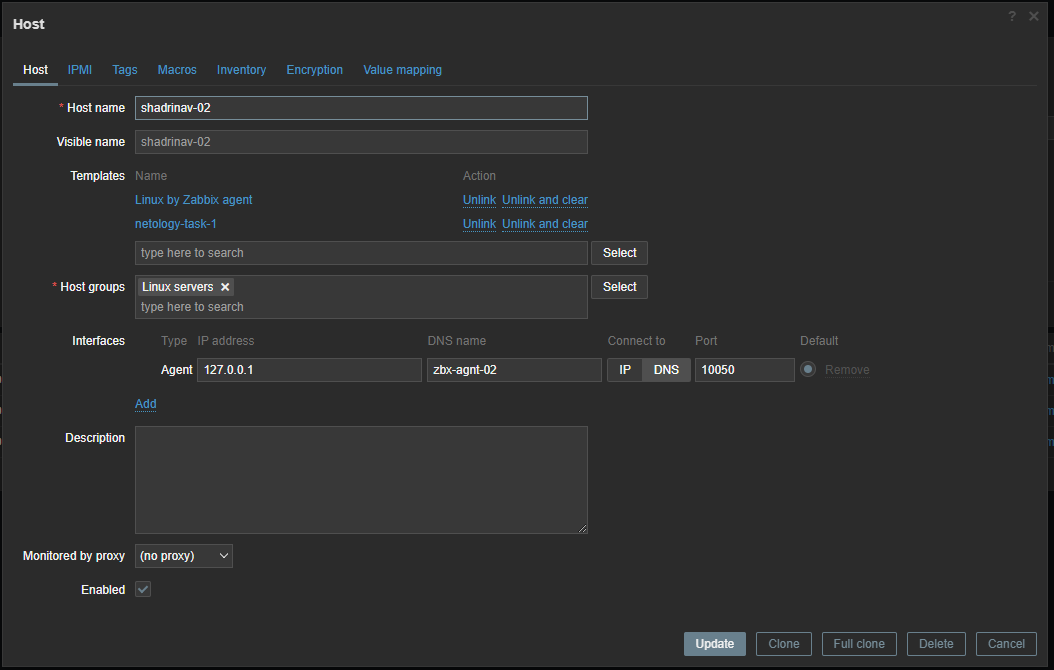 Host
? ×
Host IPMI Tags Macros Inventory Encryption Value mapping
* Host name shadrinav-02
Visible name shadrinav-02
Templates Name Action
Linux by Zabbix agent Unlink Unlink and clear
netology-task-1 Unlink Unlink and clear
type here to search Select
* Host groups Linux servers × Select
type here to search
Interfaces Type IP address DNS name Connect to Port Default
Agent 127.0.0.1 zbx-agnt-02 IP DNS 10050 Remove
Add
Description
Monitored by proxy (no proxy)
Enabled
Update Clone Full clone Delete Cancel